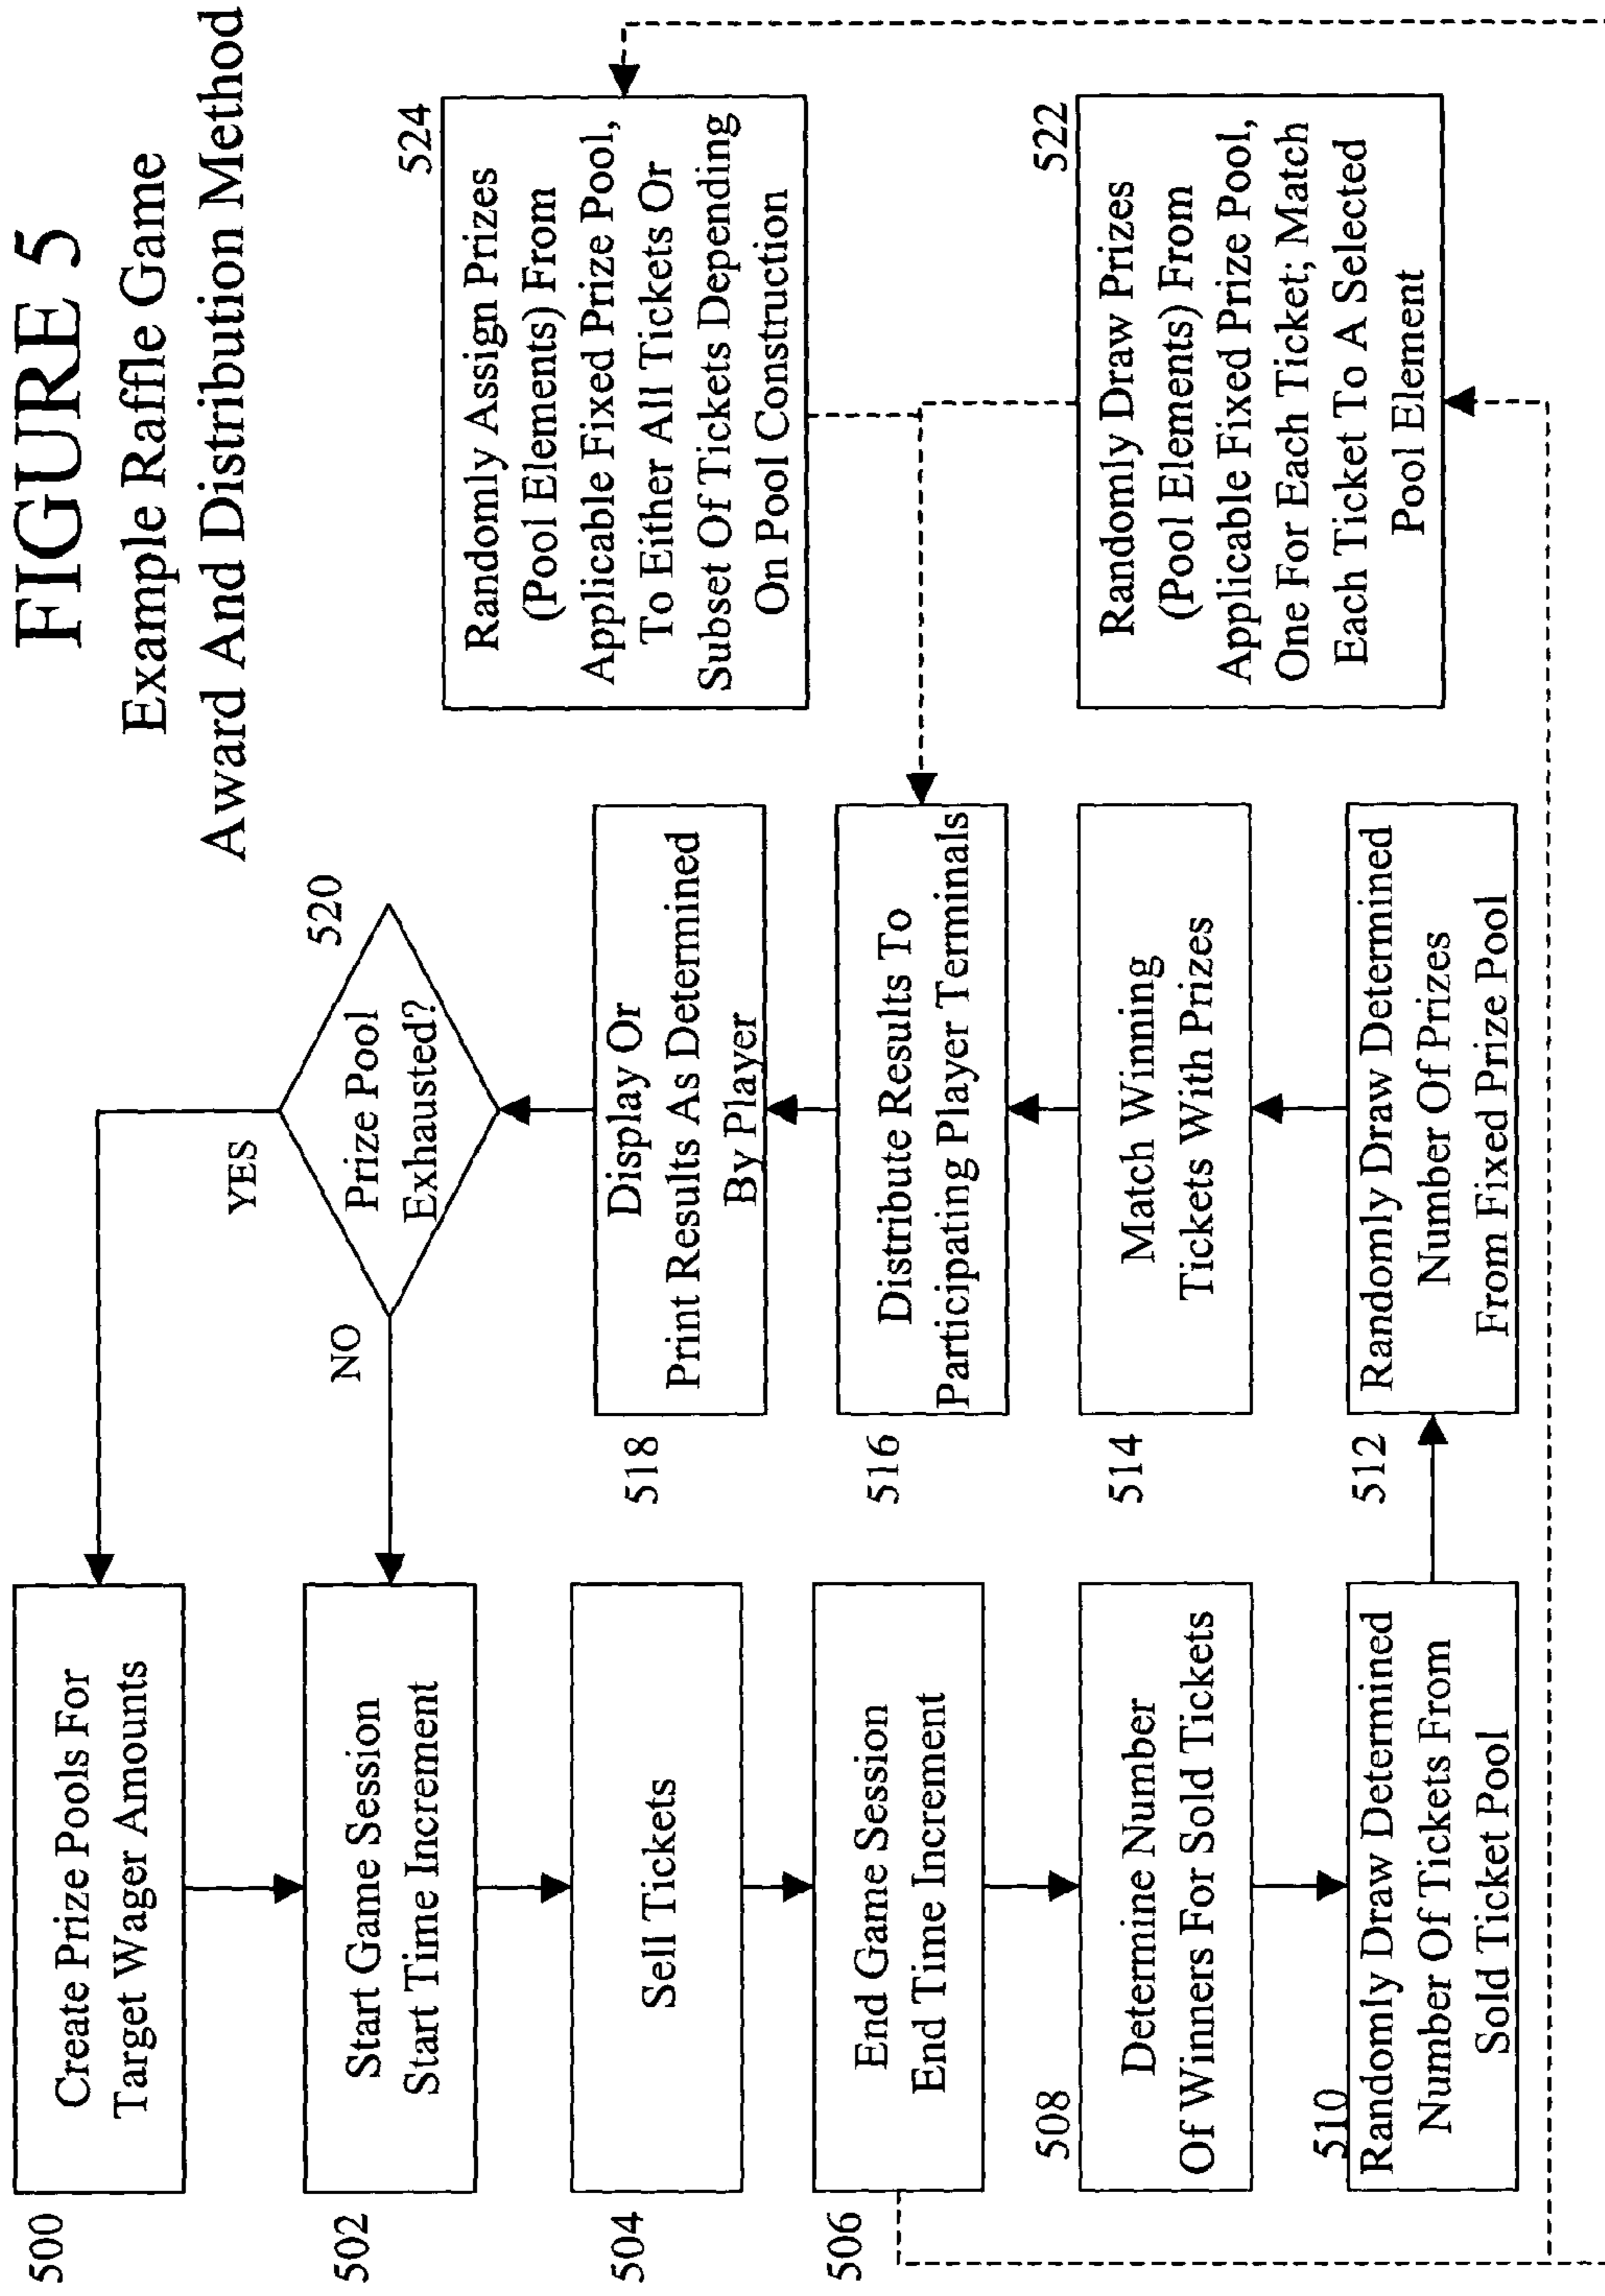 FIGURE 5
Example Raffle Game
Award And Distribution Method
500
Create Prize Pools For
Target Wager Amounts
502
Start Game Session
Start Time Increment
504
Sell Tickets
506
End Game Session
End Time Increment
508
Determine Number
Of Winners For Sold Tickets
510
Randomly Draw Determined
Number Of Tickets From
Sold Ticket Pool
YES
NO
520
Prize Pool
Exhausted?
518
Display Or
Print Results As Determined
By Player
516
Distribute Results To
Participating Player Terminals
514
Match Winning
Tickets With Prizes
512
Randomly Draw Determined
Number Of Prizes
From Fixed Prize Pool
524
Randomly Assign Prizes
(Pool Elements) From
Applicable Fixed Prize Pool,
To Either All Tickets Or
Subset Of Tickets Depending
On Pool Construction
522
Randomly Draw Prizes
(Pool Elements) From
Applicable Fixed Prize Pool,
One For Each Ticket; Match
Each Ticket To A Selected
Pool Element